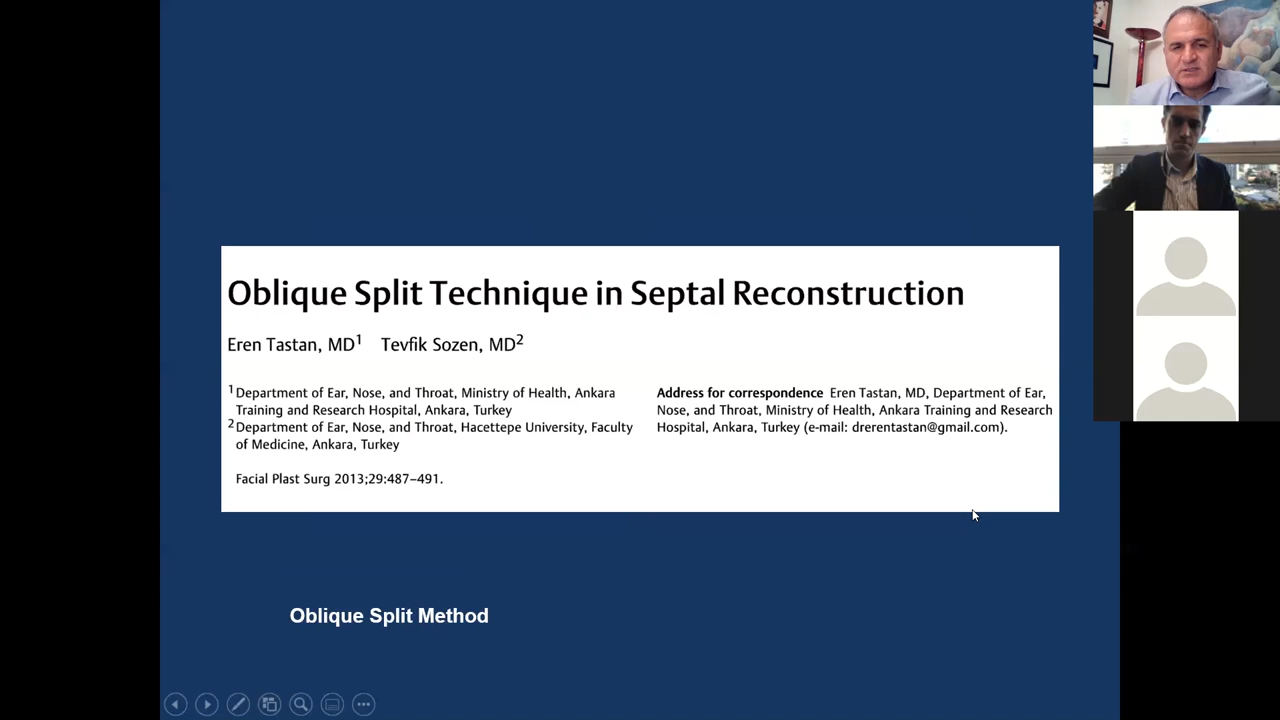 Oblique Split Technique in Septal Reconstruction
Eren Tastan, MD1 Tevfik Sozen, MD2
1 Department of Ear, Nose, and Throat, Ministry of Health, Ankara
Training and Research Hospital, Ankara, Turkey
2 Department of Ear, Nose, and Throat, Hacettepe University, Faculty
of Medicine, Ankara, Turkey
Address for correspondence Eren Tastan, MD, Department of Ear,
Nose, and Throat, Ministry of Health, Ankara Training and Research
Hospital, Ankara, Turkey (e-mail: drerentastan@gmail.com).
Facial Plast Surg 2013;29:487–491.
Oblique Split Method